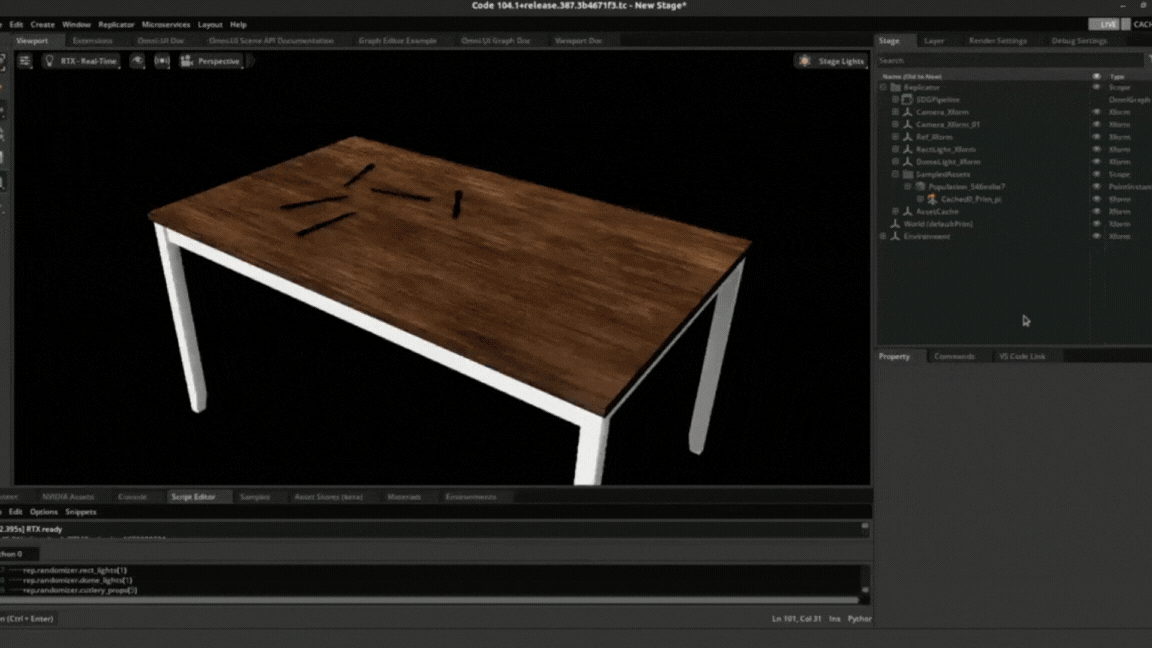 Code 104.1+release.387.3b4671f3.tc - New Stage*
Edit Create Window Replicator Microservices Layout Help
LIVE CACH
Viewport Extensions Omni.UI Doc Omni.UI Scene API Documentation Graph Editor Example Omni.UI Graph Doc Viewport Doc
RTX - Real-Time Perspective Stage Lights
Stage Layer Render Settings Debug Settings
Search
Name (Old to New) Type
Replicator Scope
SDGPipeline OmniGraph
Camera_Xform Xform
Camera_Xform_01 Xform
Ref_Xform Xform
RectLight_Xform Xform
DomeLight_Xform Xform
SampledAssets Scope
PointInstan
Xform
AssetCache Xform
World (defaultPrim) Xform
Environment Xform
Property Commands VS Code Link
NVIDIA Assets Console Script Editor Samples Asset Stores (beta) Materials Environments
Edit Options Snippets
2.395s] RTX ready
thon 0
rep.randomizer.rect_lights(1)
rep.randomizer.dome_lights(1)
rep.randomizer.cutlery_props(5)
n (Ctrl + Enter) Ln 101, Col 31 Ins Python